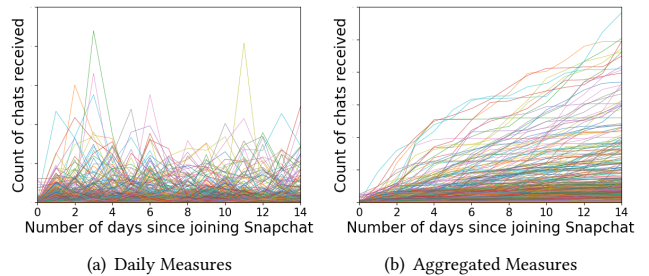 Count of chats received
0 2 4 6 8 10 12 14
Number of days since joining Snapchat
(a) Daily Measures
Count of chats received
0 2 4 6 8 10 12 14
Number of days since joining Snapchat
(b) Aggregated Measures